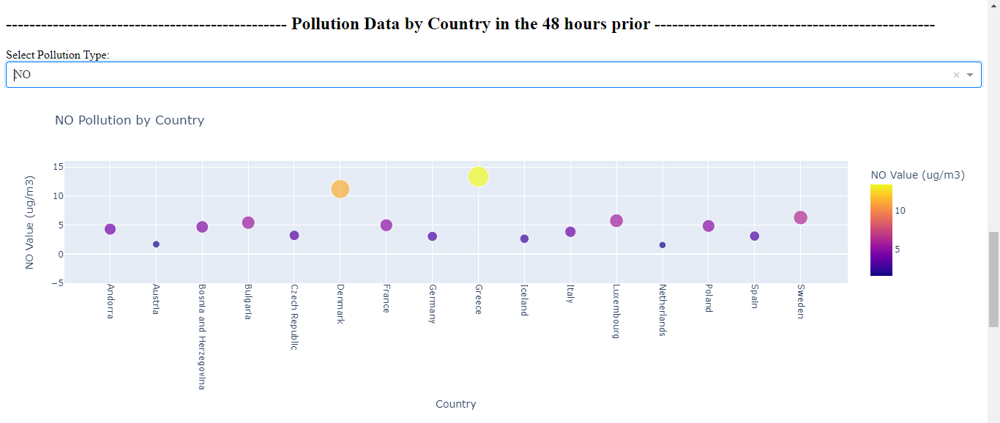 ------------------------------------------------ Pollution Data by Country in the 48 hours prior ------------------------------------------------
Select Pollution Type:
NO
×
NO Pollution by Country
NO Value (ug/m3)
15
10
5
0
−5
Andorra
Austria
Bosnia and Herzegovina
Bulgaria
Czech Republic
Denmark
France
Germany
Greece
Iceland
Italy
Luxembourg
Netherlands
Poland
Spain
Sweden
Country
NO Value (ug/m3)
10
5